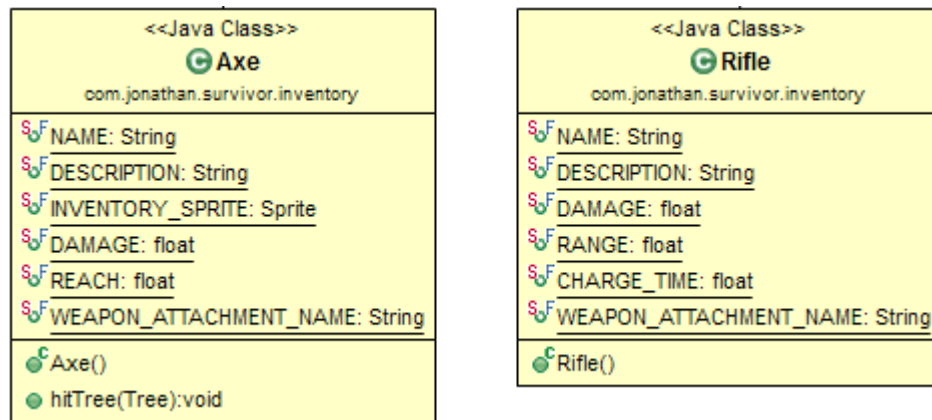 <<Java Class>>
Axe
com.jonathan.survivor.inventory
NAME: String
DESCRIPTION: String
INVENTORY_SPRITE: Sprite
DAMAGE: float
REACH: float
WEAPON_ATTACHMENT_NAME: String
Axe()
hitTree(Tree):void
<<Java Class>>
Rifle
com.jonathan.survivor.inventory
NAME: String
DESCRIPTION: String
DAMAGE: float
RANGE: float
CHARGE_TIME: float
WEAPON_ATTACHMENT_NAME: String
Rifle()